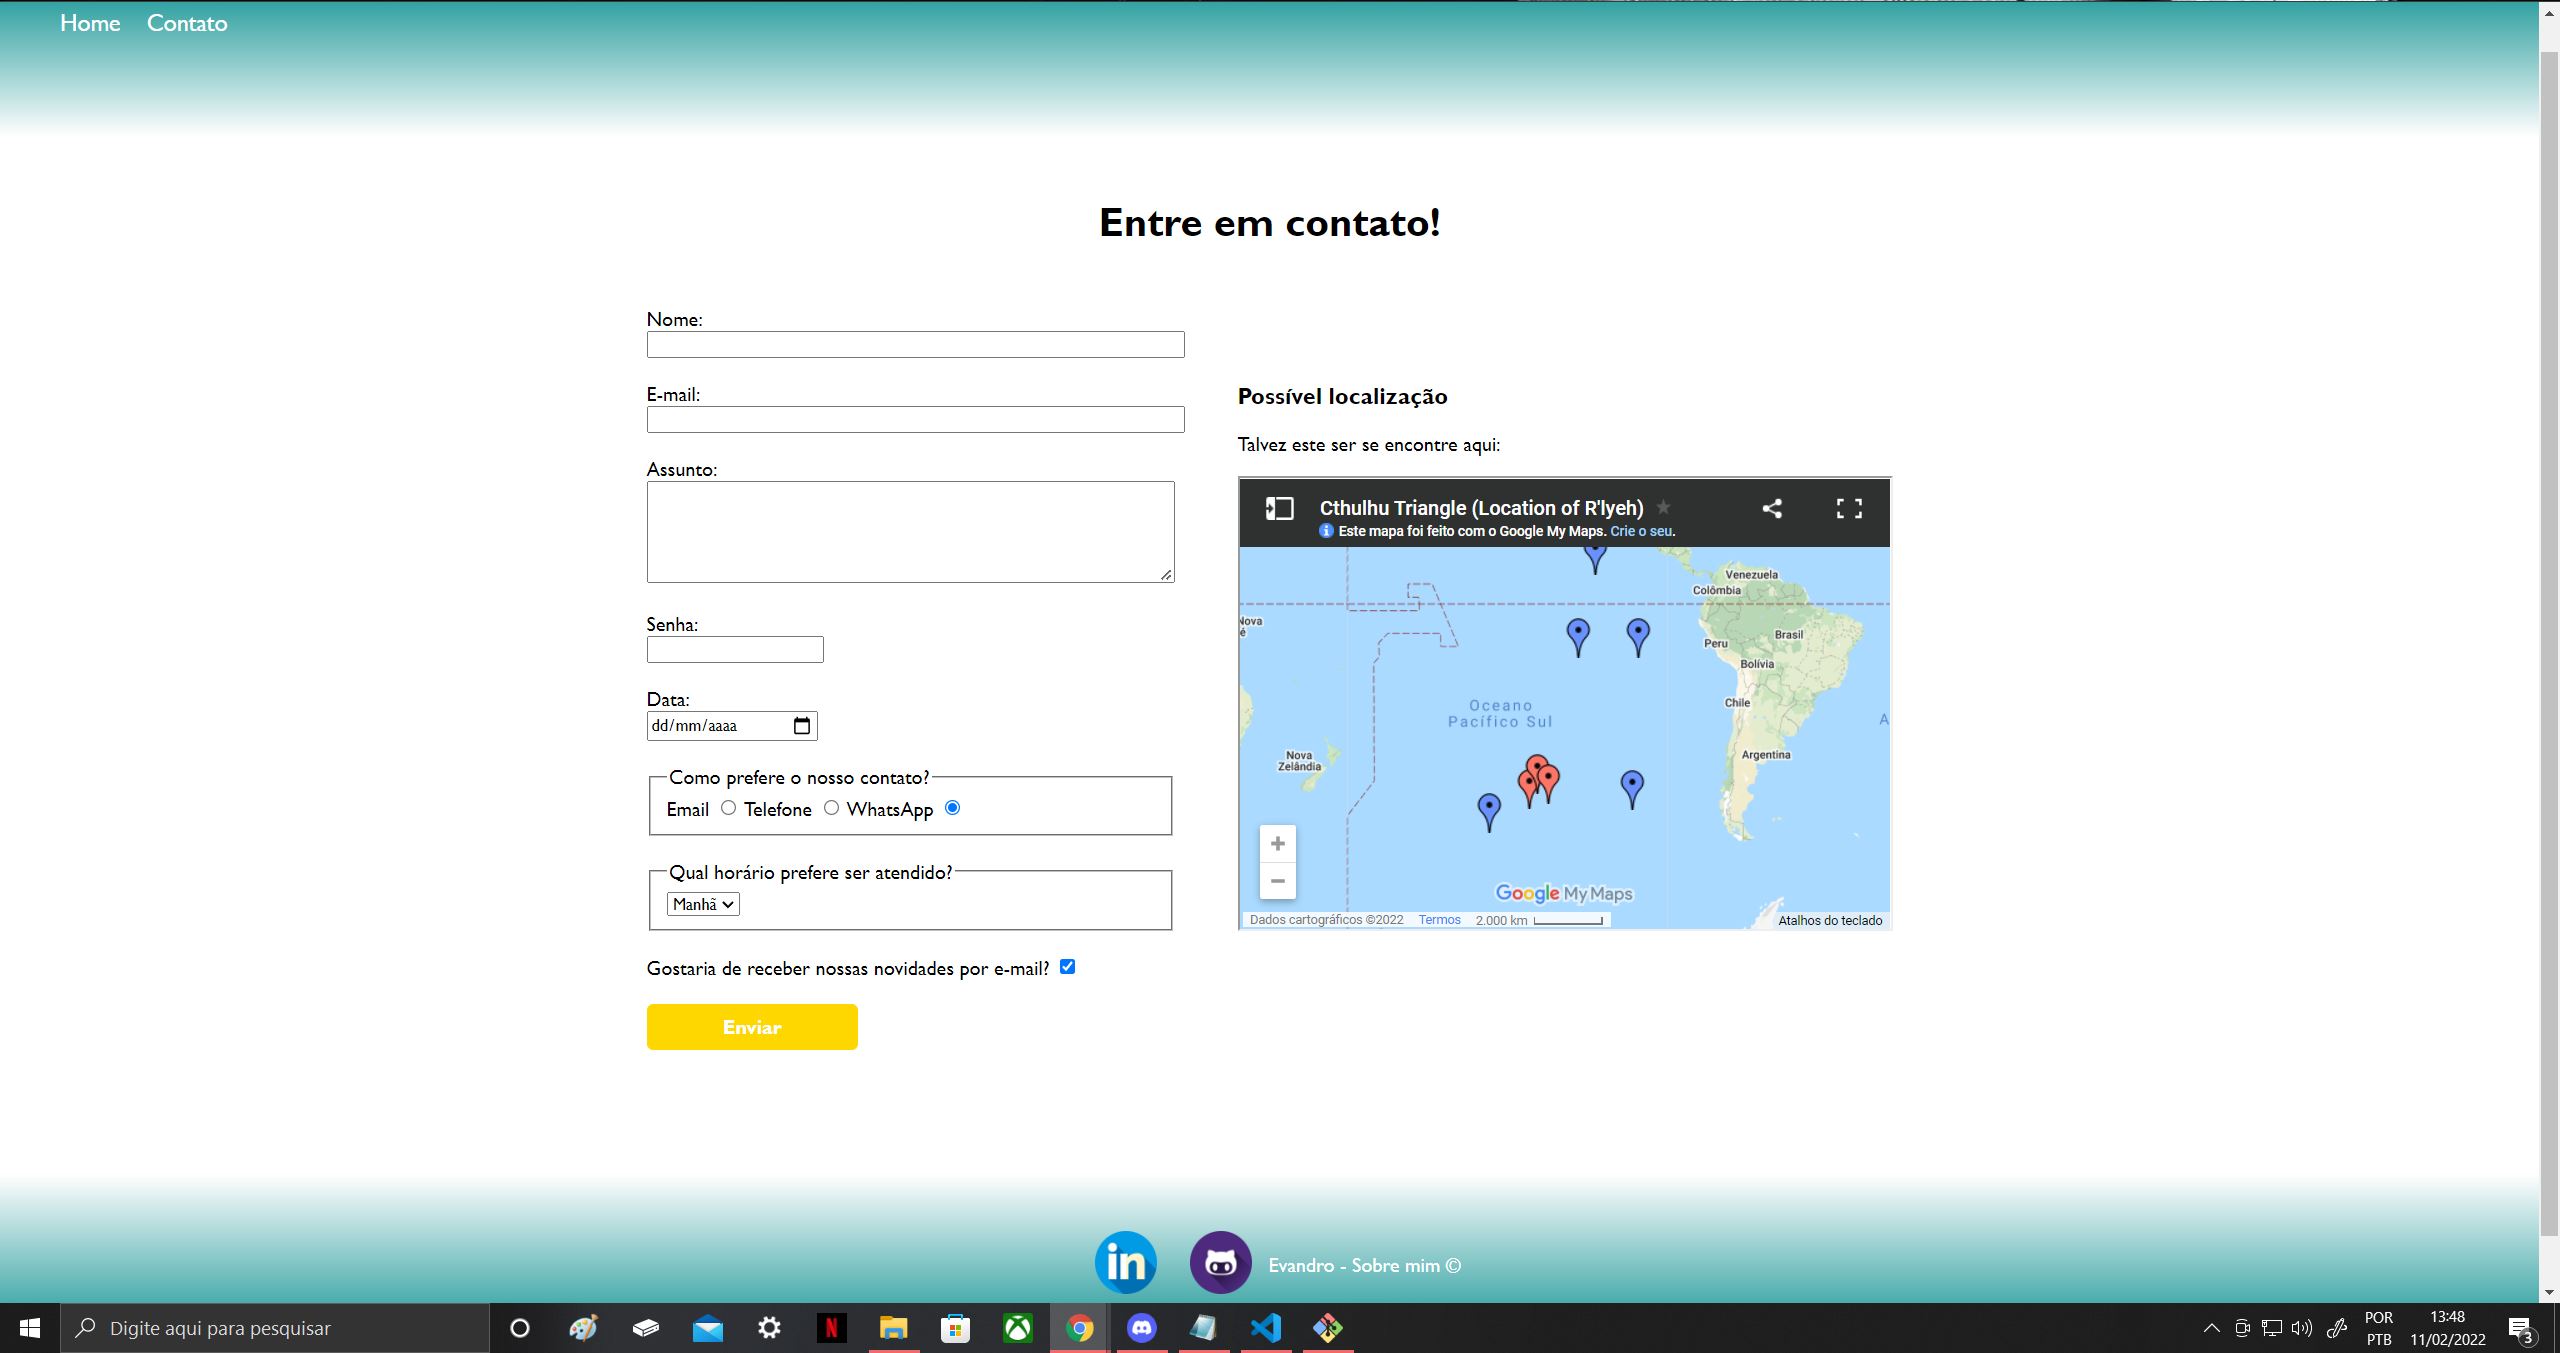 Home Contato
Entre em contato!
Nome:
E-mail:
Assunto:
Senha:
Data:
dd/mm/aaaa
Como prefere o nosso contato?
Email Telefone WhatsApp
Qual horário prefere ser atendido?
Manhã
Gostaria de receber nossas novidades por e-mail?
Enviar
Possível localização
Talvez este ser se encontre aqui:
Cthulhu Triangle (Location of R'lyeh)
Este mapa foi feito com o Google My Maps. Crie o seu.
Venezuela
Colômbia
Nova
é
Brasil
Peru
Bolívia
Chile
Oceano
Pacífico Sul
A
Nova
Zelândia
Argentina
Google My Maps
Dados cartográficos ©2022 Termos 2.000 km Atalhos do teclado
in Evandro - Sobre mim ©
Digite aqui para pesquisar
N
POR
PTB
13:48
11/02/2022
3